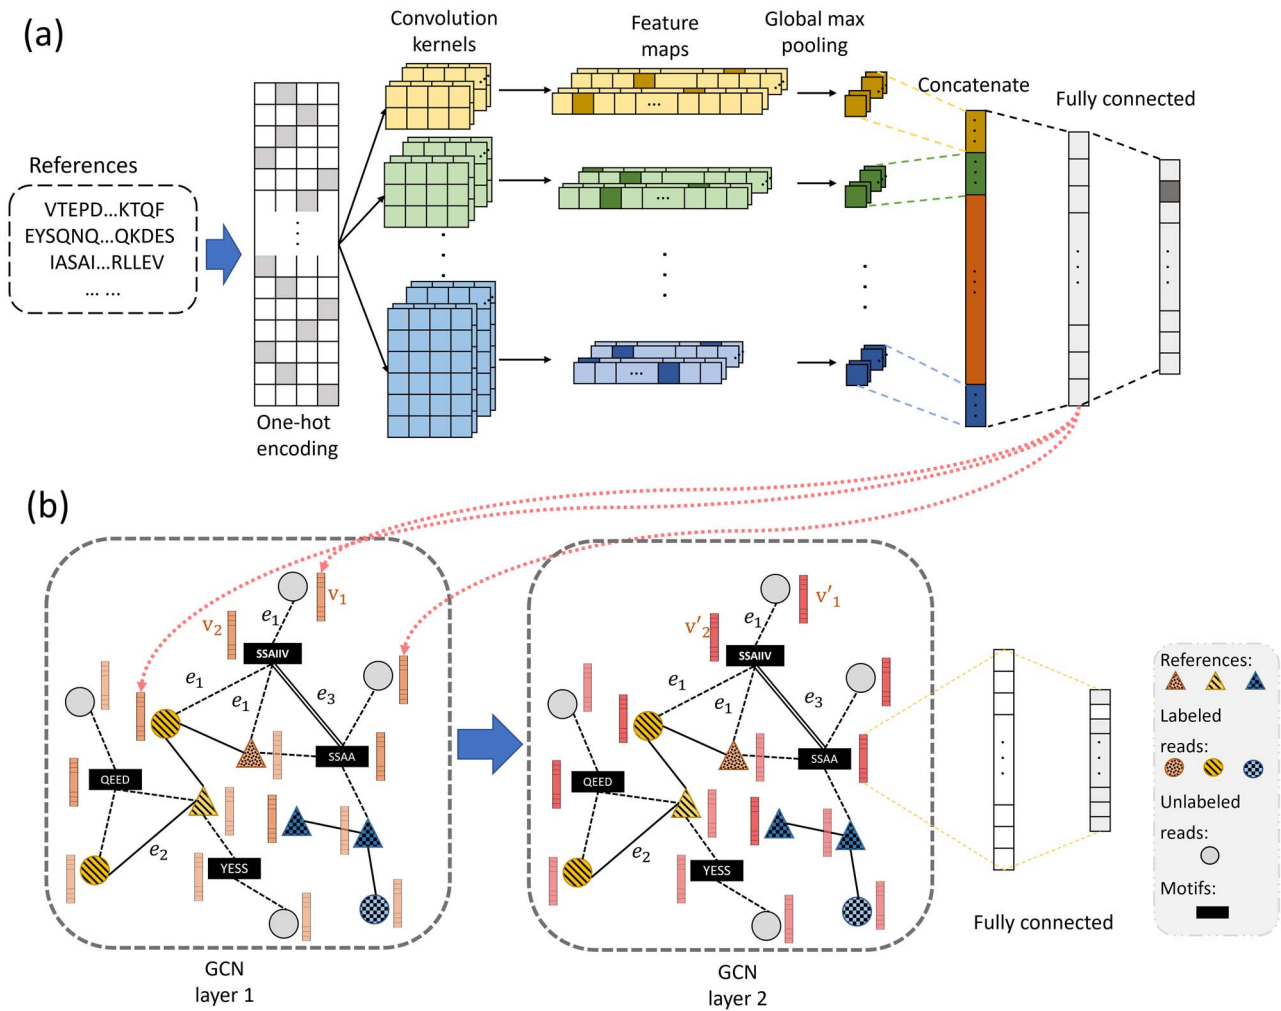 (a)
Convolution
kernels
Feature
maps
Global max
pooling
Concatenate
Fully connected
References
VTEPD...KTQF
EYSQNQ...QKDES
IASAI...RLLEV
... ...
One-hot
encoding
(b)
v₁
v₂
e₁
SSAIIV
e₁
e₁
e₃
QEED
SSAA
e₂
YESS
GCN
layer 1
v'₁
v'₂
e₁
SSAIIV
e₁
e₁
e₃
QEED
SSAA
e₂
YESS
GCN
layer 2
Fully connected
References:
Labeled
reads:
Unlabeled
reads:
Motifs: